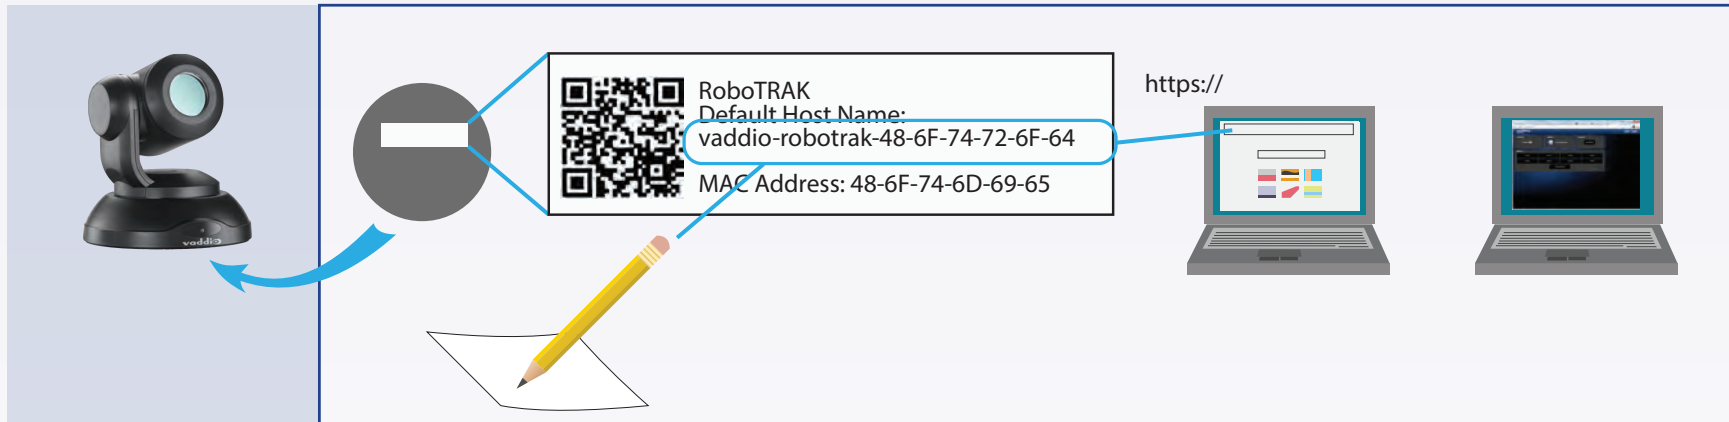 vaddio
RoboTRAK
Default Host Name:
vaddio-robotrak-48-6F-74-72-6F-64
MAC Address: 48-6F-74-6D-69-65
https://